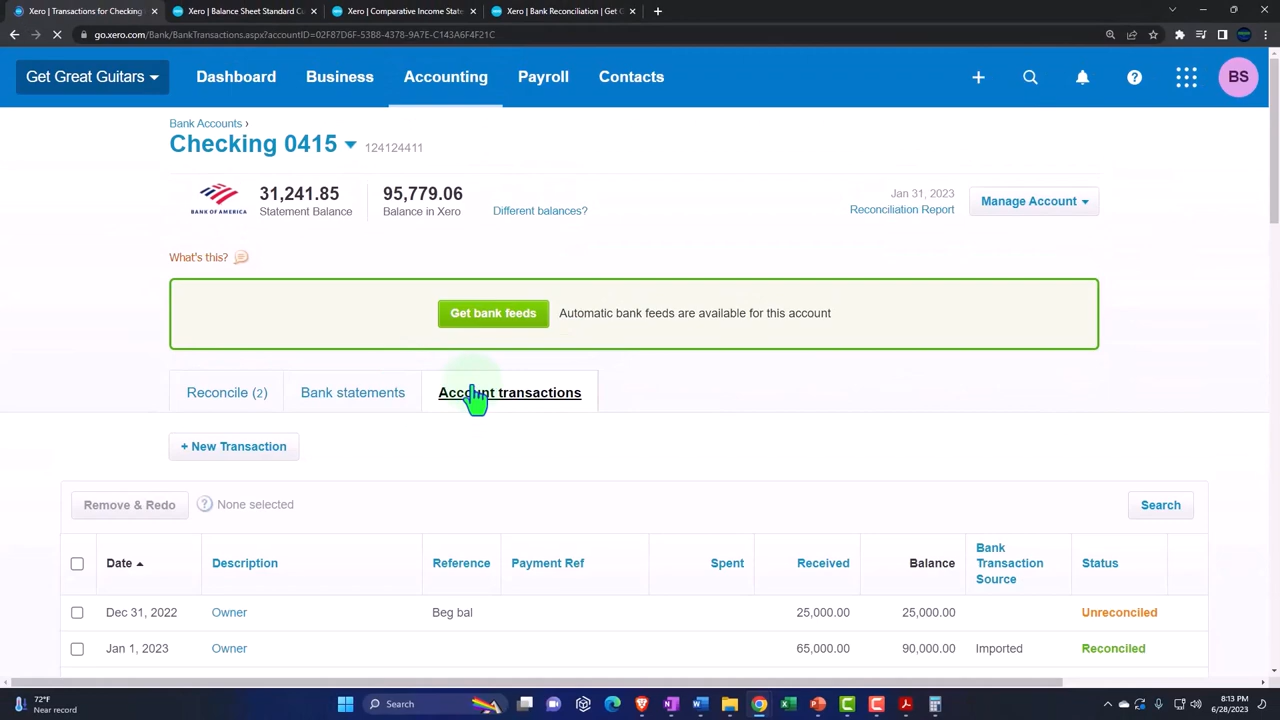 Xero | Transactions | Get Great G
Xero | Balance Sheet Standard G
Xero | Comparative Income State
Xero | Bank Reconciliation | Get G
go.xero.com/Bank/BankTransactions.aspx?accountID=02F87D6F-53B8-4378-9A7E-C143A6F4F21C
Get Great Guitars Dashboard Business Accounting Payroll Contacts BS
Bank Accounts ›
Checking 0415 124124411
31,241.85 95,779.06 Jan 31, 2023
BANK OF AMERICA Statement Balance Balance in Xero Different balances? Reconciliation Report Manage Account
What's this?
Get bank feeds Automatic bank feeds are available for this account
Reconcile (2) Bank statements Account transactions
+ New Transaction
Remove & Redo ? None selected Search
Date Description Reference Payment Ref Spent Received Balance Bank Transaction Source Status
Dec 31, 2022 Owner Beg bal 25,000.00 25,000.00 Unreconciled
Jan 1, 2023 Owner 65,000.00 90,000.00 Imported Reconciled
72°F
Near record
Search
8:13 PM
6/28/2023